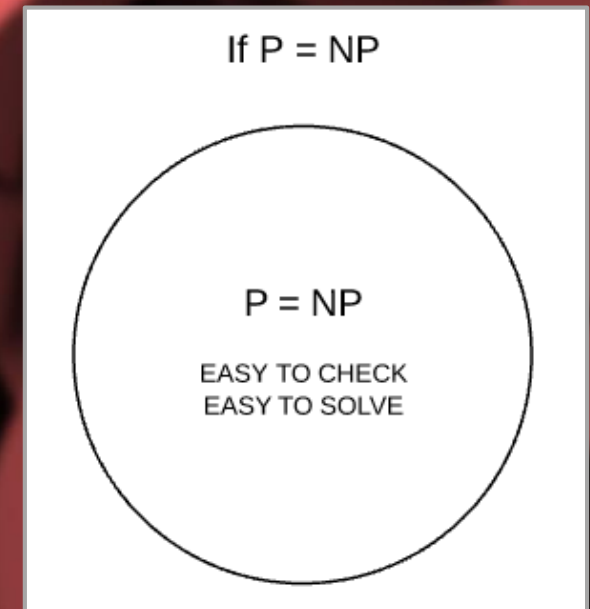 If P = NP
P = NP
EASY TO CHECK
EASY TO SOLVE